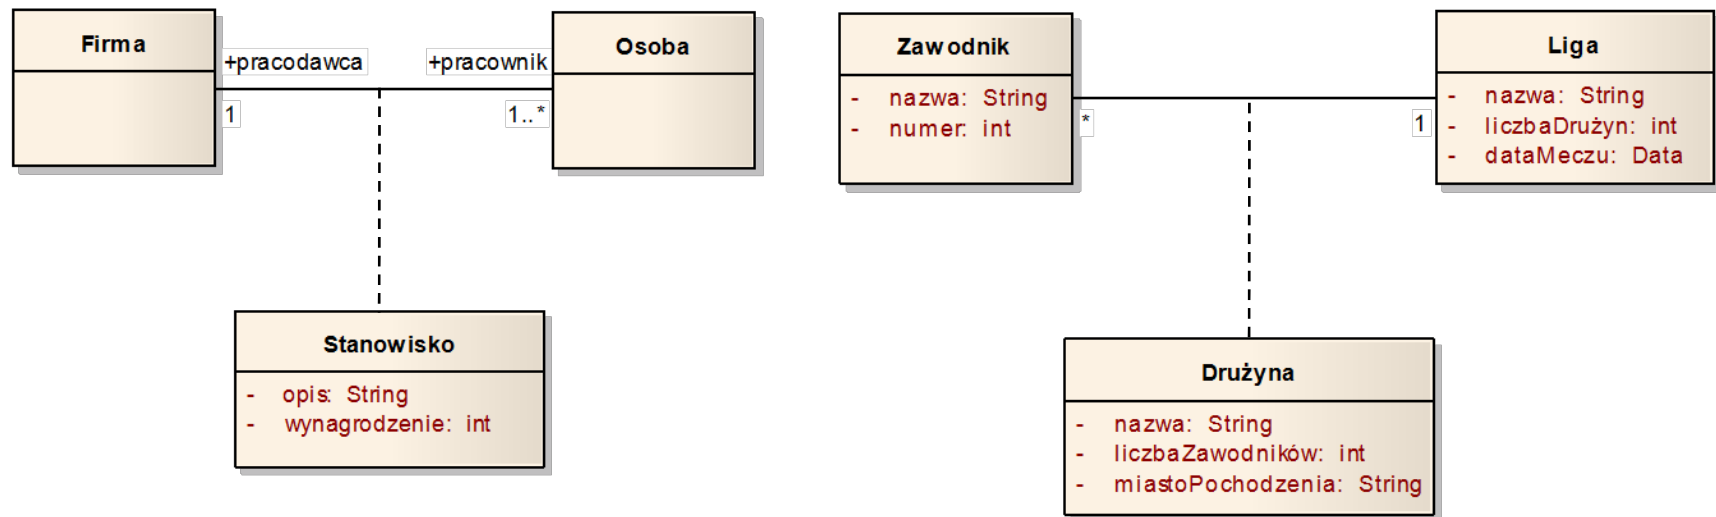 Firma
+pracodawca
+pracownik
1
1..*
Osoba
Stanowisko
- opis: String
- wynagrodzenie: int
Zawodnik
- nazwa: String
- numer: int
*
1
Liga
- nazwa: String
- liczbaDrużyn: int
- dataMeczu: Data
Drużyna
- nazwa: String
- liczbaZawodników: int
- miastoPochodzenia: String